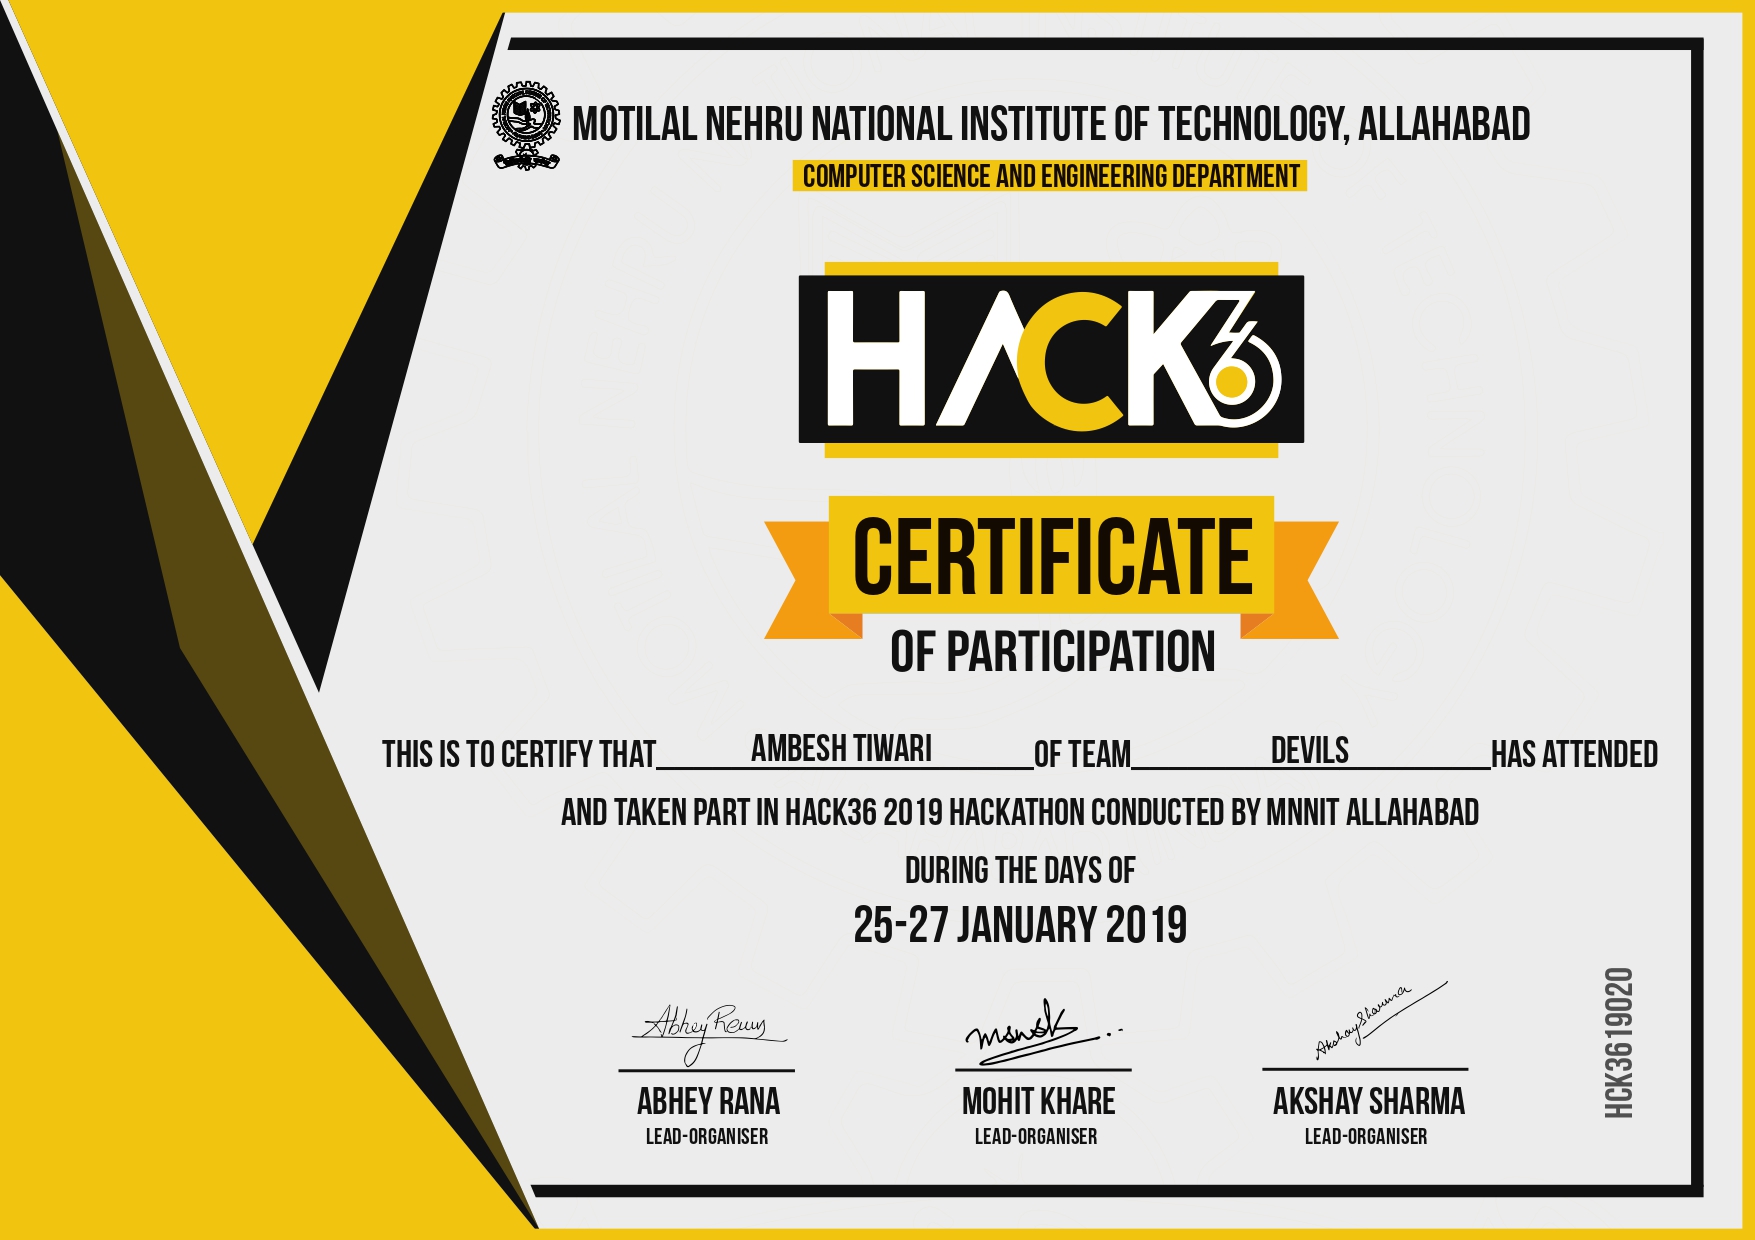 MOTILAL NEHRU NATIONAL INSTITUTE OF TECHNOLOGY, ALLAHABAD
COMPUTER SCIENCE AND ENGINEERING DEPARTMENT
HACK36
CERTIFICATE
OF PARTICIPATION
THIS IS TO CERTIFY THAT AMBESH TIWARI OF TEAM DEVILS HAS ATTENDED
AND TAKEN PART IN HACK36 2019 HACKATHON CONDUCTED BY MNNIT ALLAHABAD
DURING THE DAYS OF
25-27 JANUARY 2019
Akshay Sharma
ABHEY RANA MOHIT KHARE AKSHAY SHARMA
LEAD-ORGANISER LEAD-ORGANISER LEAD-ORGANISER
HCK3619020